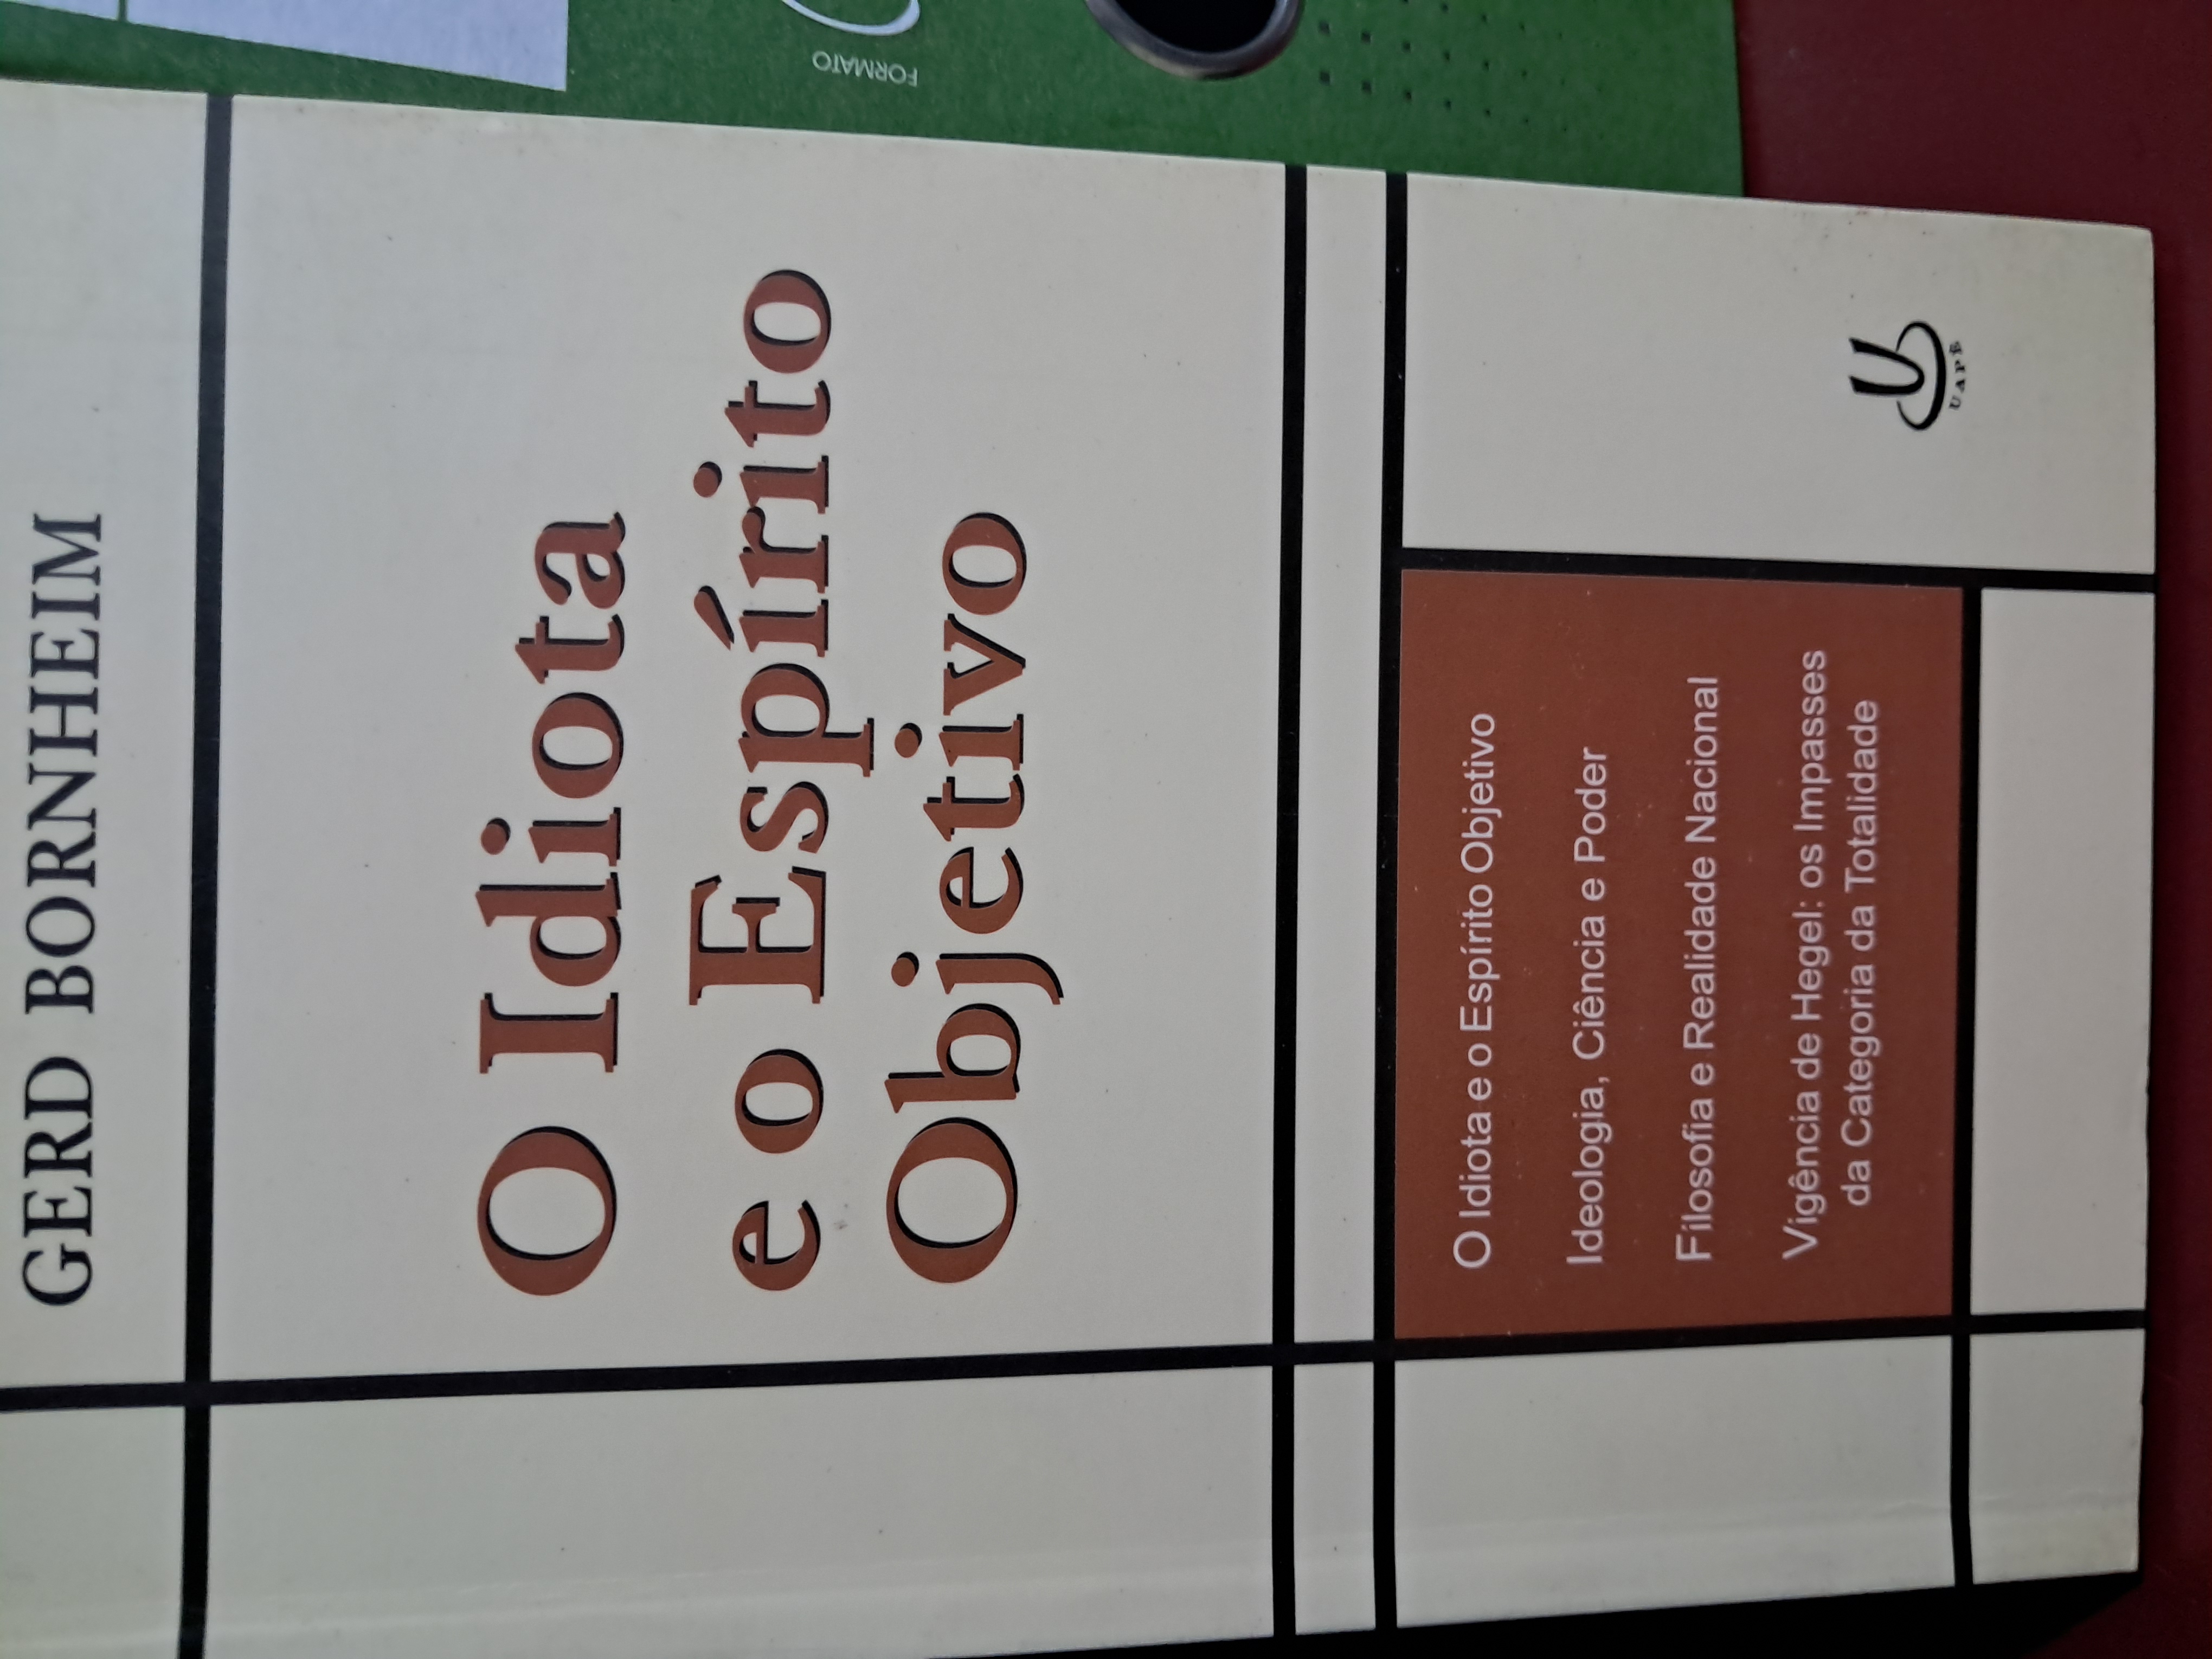 GERD BORNHEIM
O Idiota
e o Espírito
Objetivo
O Idiota e o Espírito Objetivo
Ideologia, Ciência e Poder
Filosofia e Realidade Nacional
Vigência de Hegel: os Impasses
da Categoria da Totalidade
U
UAPÊ
FORMATO